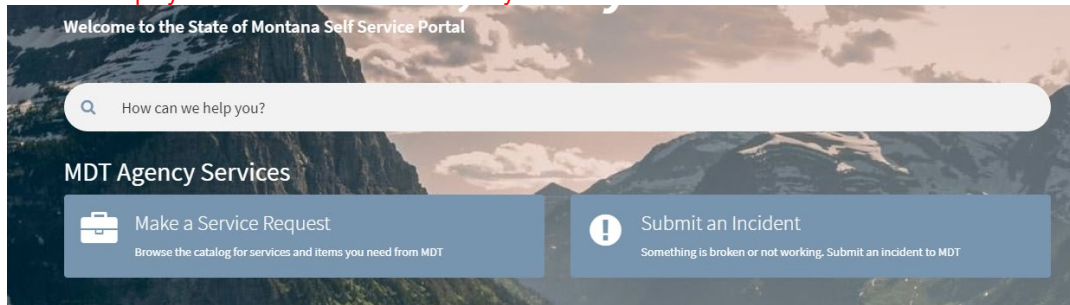 Welcome to the State of Montana Self Service Portal
How can we help you?
MDT Agency Services
Make a Service Request
Browse the catalog for services and items you need from MDT
Submit an Incident
Something is broken or not working. Submit an incident to MDT